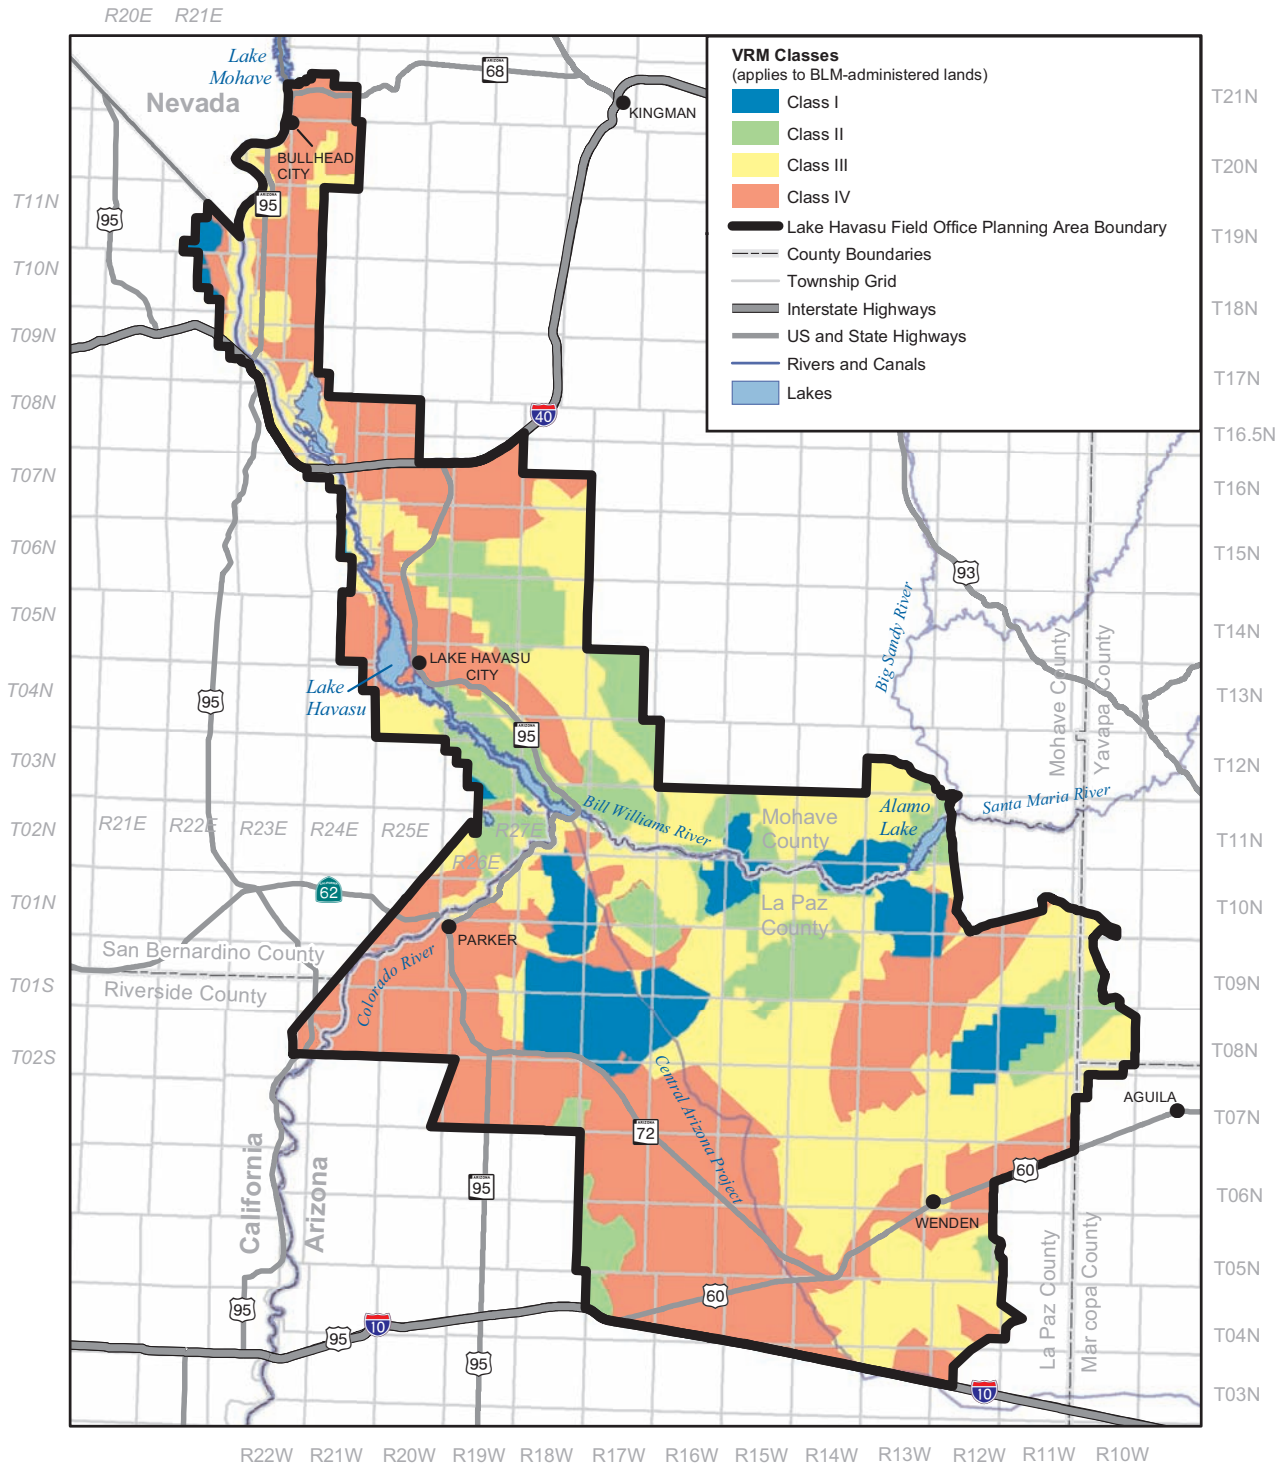 R20E
R21E
Lake
Mohave
Nevada
ARIZONA
68
KINGMAN
BULLHEAD
CITY
ARIZONA
95
95
VRM Classes
(applies to BLM-administered lands)
Class I
Class II
Class III
Class IV
Lake Havasu Field Office Planning Area Boundary
County Boundaries
Township Grid
Interstate Highways
US and State Highways
Rivers and Canals
Lakes
T21N
T20N
T19N
T18N
T17N
T16.5N
T16N
T15N
T14N
T13N
T12N
T11N
T10N
T09N
T08N
T07N
T06N
T05N
T04N
T03N
T11N
T10N
T09N
T08N
T07N
T06N
T05N
T04N
T03N
T02N
T01N
T01S
T02S
40
93
Big Sandy River
Mohave County
Yavapa County
LAKE HAVASU
CITY
Lake
Havasu
95
ARIZONA
95
Bill Williams River
Alamo
Lake
Santa Maria River
Mohave
County
La Paz
County
R21E
R22E
R23E
R24E
R25E
R27E
R26E
62
PARKER
San Bernardino County
Riverside County
Colorado River
Central Arizona Project
ARIZONA
72
AGUILA
60
WENDEN
California
Arizona
ARIZONA
95
60
La Paz County
Mar copa County
95
10
95
95
10
R22W
R21W
R20W
R19W
R18W
R17W
R16W
R15W
R14W
R13W
R12W
R11W
R10W